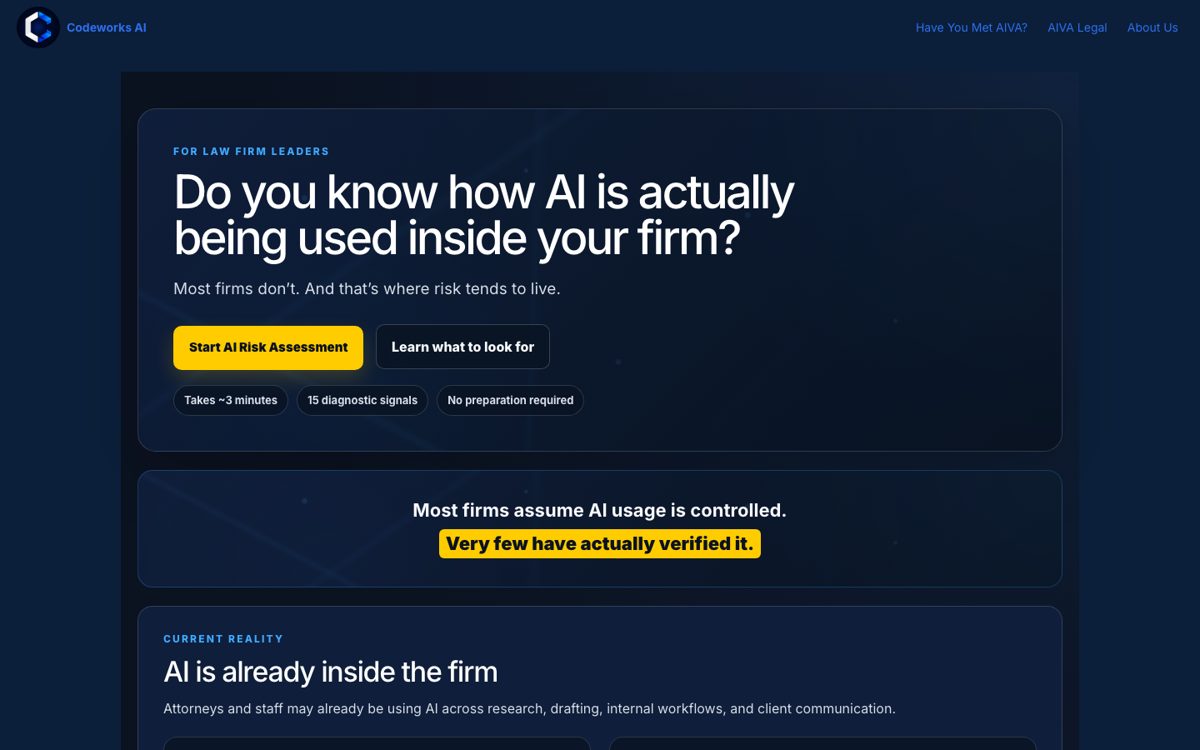 Codeworks AI
Have You Met AIVA?
AIVA Legal
About Us
FOR LAW FIRM LEADERS
Do you know how AI is actually
being used inside your firm?
Most firms don’t. And that’s where risk tends to live.
Start AI Risk Assessment
Learn what to look for
Takes ~3 minutes
15 diagnostic signals
No preparation required
Most firms assume AI usage is controlled.
Very few have actually verified it.
CURRENT REALITY
AI is already inside the firm
Attorneys and staff may already be using AI across research, drafting, internal workflows, and client communication.